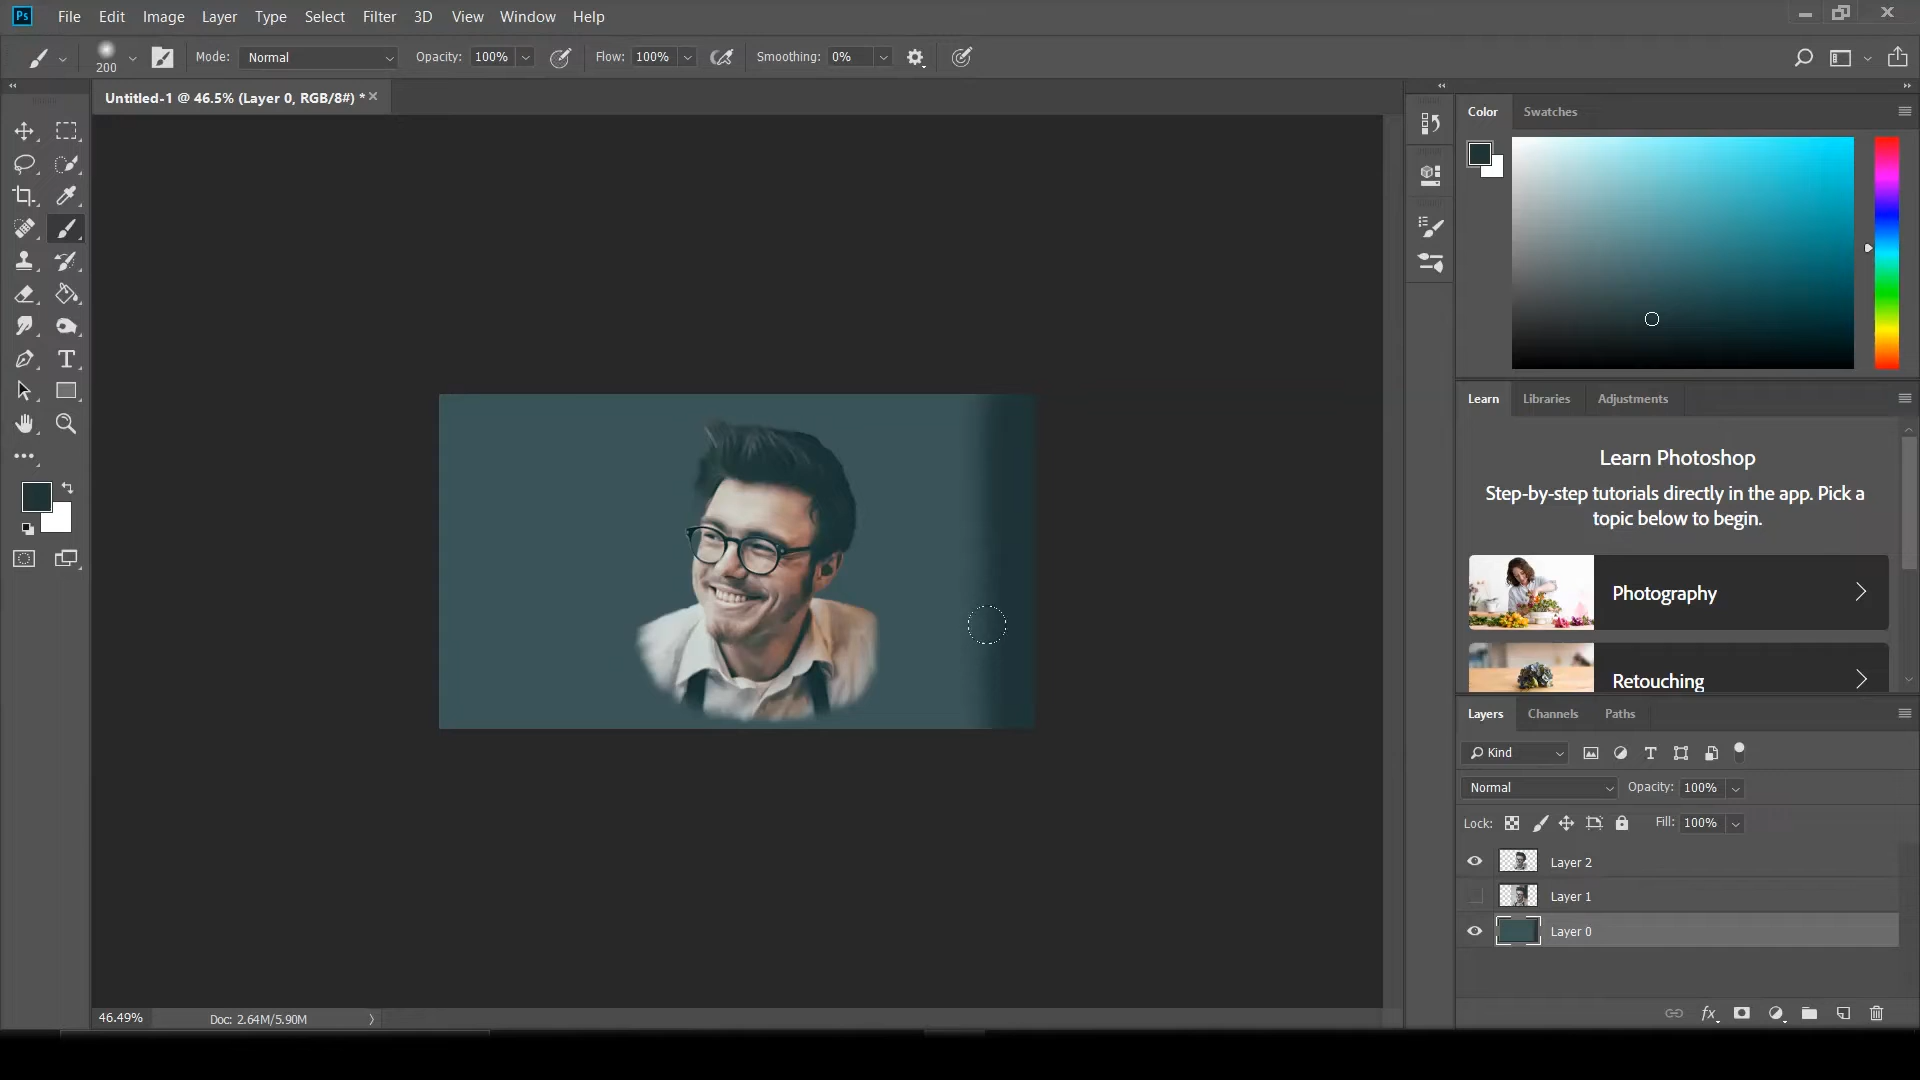 Ps File Edit Image Layer Type Select Filter 3D View Window Help
200 Mode: Normal Opacity: 100% Flow: 100% Smoothing: 0%
Untitled-1 @ 46.5% (Layer 0, RGB/8#) *
Color Swatches
Learn Libraries Adjustments
Learn Photoshop
Step-by-step tutorials directly in the app. Pick a
topic below to begin.
Photography
Retouching
Layers Channels Paths
Kind
Normal Opacity: 100%
Lock: Fill: 100%
Layer 2
Layer 1
Layer 0
fx
46.49% Doc: 2.64M/5.90M